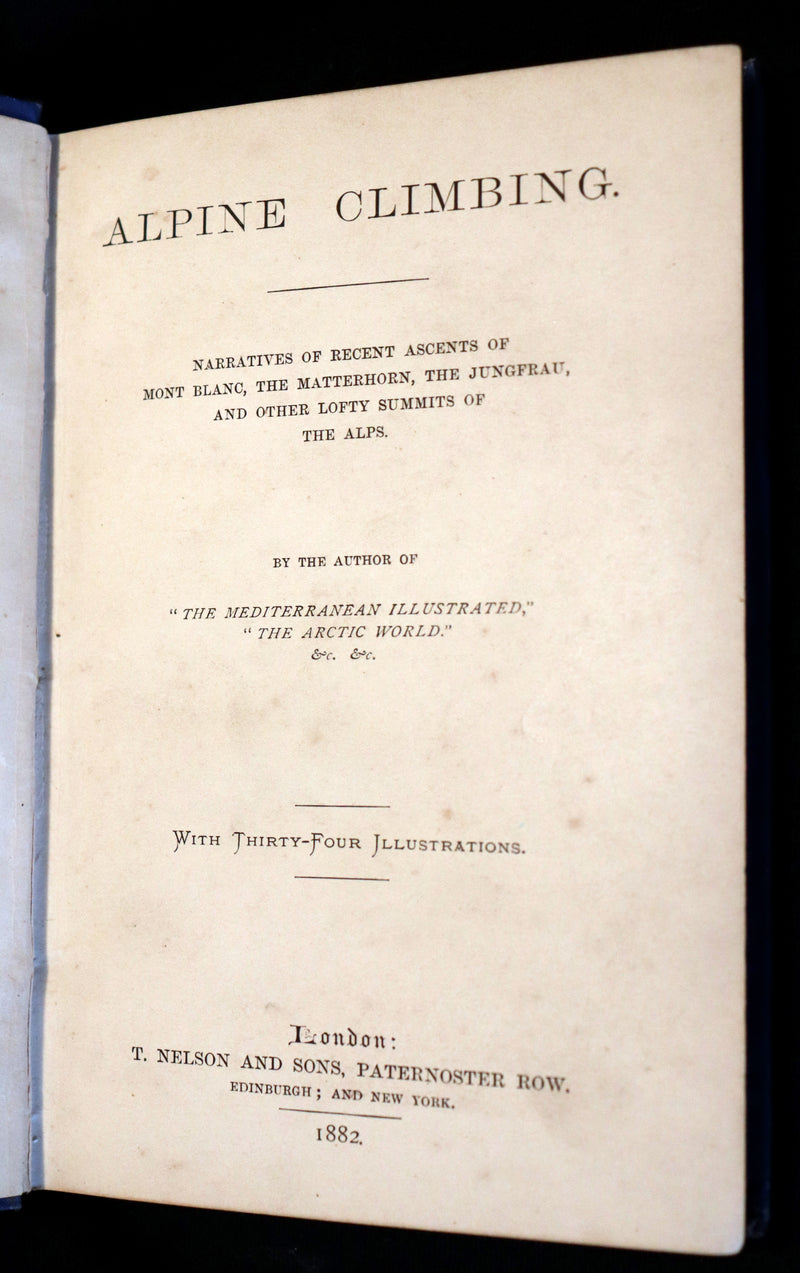 ALPINE CLIMBING.
NARRATIVES OF RECENT ASCENTS OF
MONT BLANC, THE MATTERHORN, THE JUNGFRAU,
AND OTHER LOFTY SUMMITS OF
THE ALPS.
BY THE AUTHOR OF
“THE MEDITERRANEAN ILLUSTRATED,”
“THE ARCTIC WORLD.”
&c. &c.
WITH THIRTY-FOUR ILLUSTRATIONS.
London:
T. NELSON AND SONS, PATERNOSTER ROW.
EDINBURGH; AND NEW YORK.
1882.